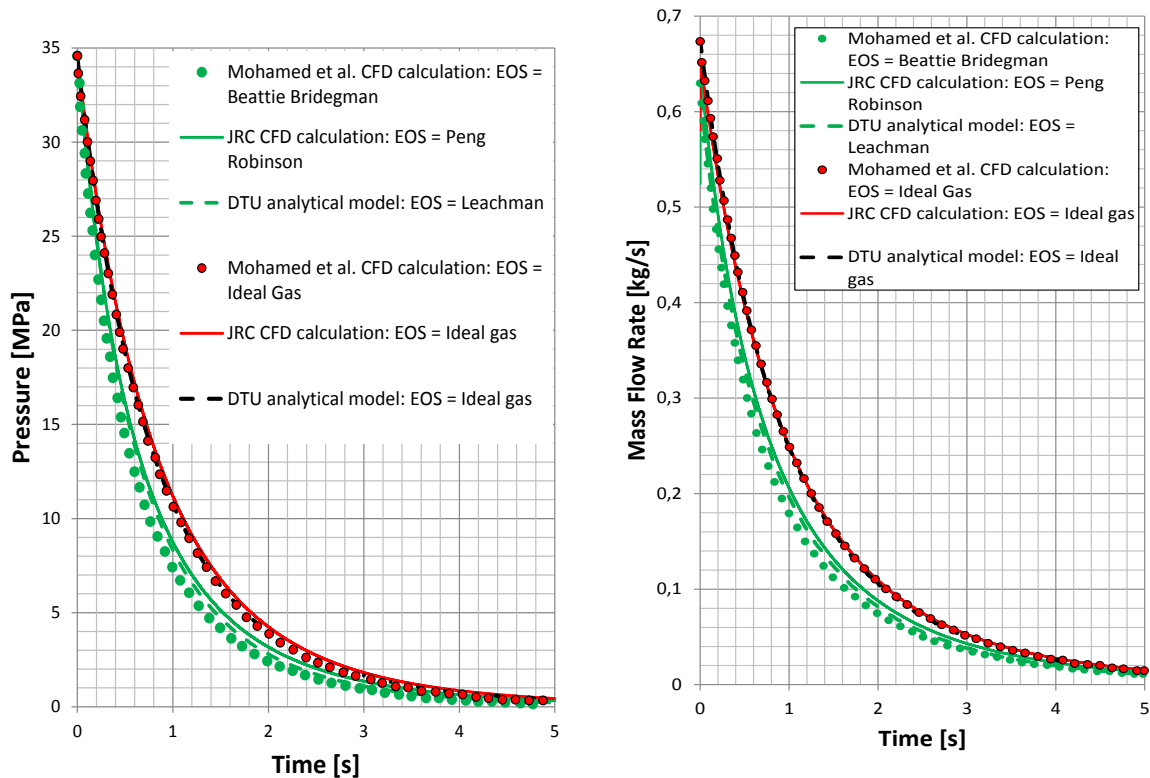 35
30
25
20
15
10
5
0
Pressure [MPa]
Mohamed et al. CFD calculation: EOS =
Beattie Bridegman
JRC CFD calculation: EOS = Peng
Robinson
DTU analytical model: EOS = Leachman
Mohamed et al. CFD calculation: EOS =
Ideal Gas
JRC CFD calculation: EOS = Ideal gas
DTU analytical model: EOS = Ideal gas
0 1 2 3 4 5
Time [s]
0,7
0,6
0,5
0,4
0,3
0,2
0,1
0
Mass Flow Rate [kg/s]
Mohamed et al. CFD calculation:
EOS = Beattie Bridgman
JRC CFD calculation: EOS = Peng
Robinson
DTU analytical model: EOS =
Leachman
Mohamed et al. CFD calculation:
EOS = Ideal Gas
JRC CFD calculation: EOS = Ideal gas
DTU analytical model: EOS = Ideal
gas
0 1 2 3 4 5
Time [s]